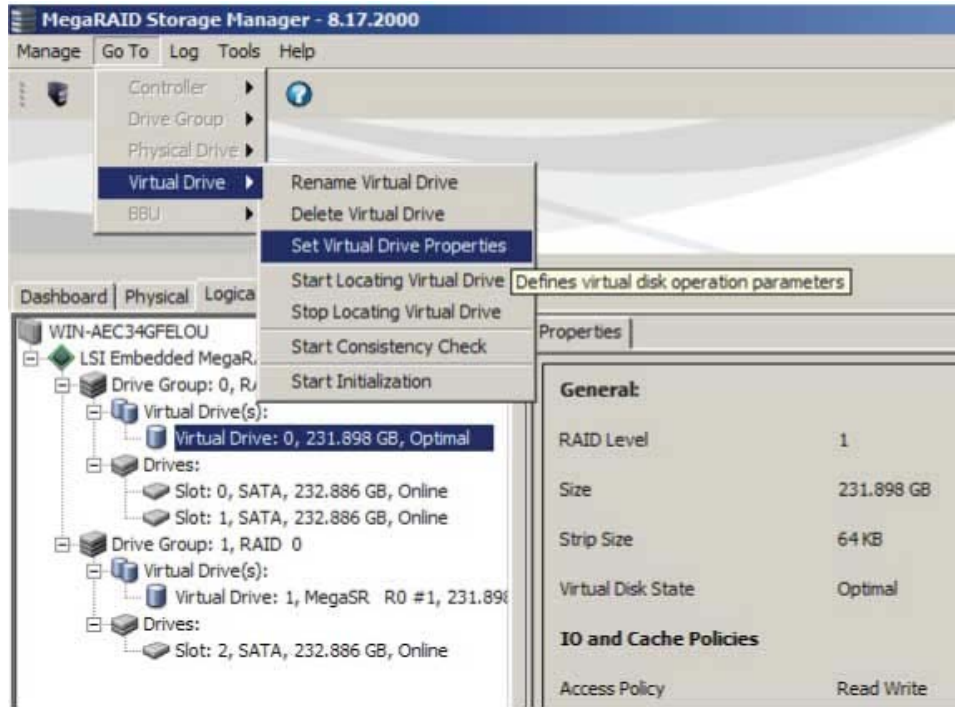 MegaRAID Storage Manager - 8.17.2000
Manage Go To Log Tools Help
Controller
Drive Group
Physical Drive
Virtual Drive
BBU
Rename Virtual Drive
Delete Virtual Drive
Set Virtual Drive Properties
Start Locating Virtual Drive
Defines virtual disk operation parameters
Stop Locating Virtual Drive
Start Consistency Check
Start Initialization
Dashboard Physical Logica
WIN-AEC34GFELOU
LSI Embedded MegaR
Drive Group: 0, RA
Virtual Drive(s):
Virtual Drive: 0, 231.898 GB, Optimal
Drives:
Slot: 0, SATA, 232.886 GB, Online
Slot: 1, SATA, 232.886 GB, Online
Drive Group: 1, RAID 0
Virtual Drive(s):
Virtual Drive: 1, MegaSR R0 #1, 231.898
Drives:
Slot: 2, SATA, 232.886 GB, Online
Properties
General:
RAID Level 1
Size 231.898 GB
Strip Size 64 KB
Virtual Disk State Optimal
IO and Cache Policies
Access Policy Read Write